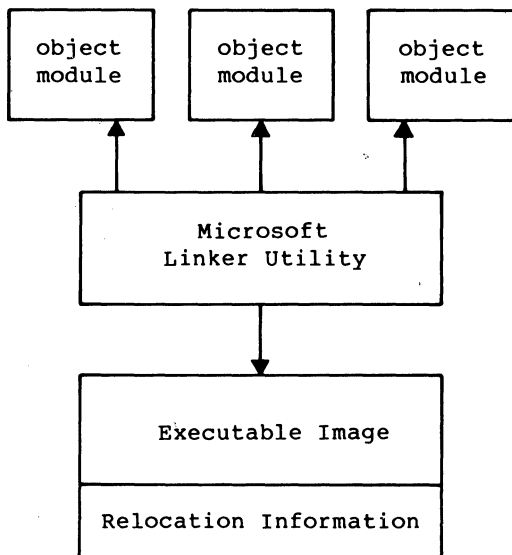 object
module
object
module
object
module
Microsoft
Linker Utility
Executable Image
Relocation Information